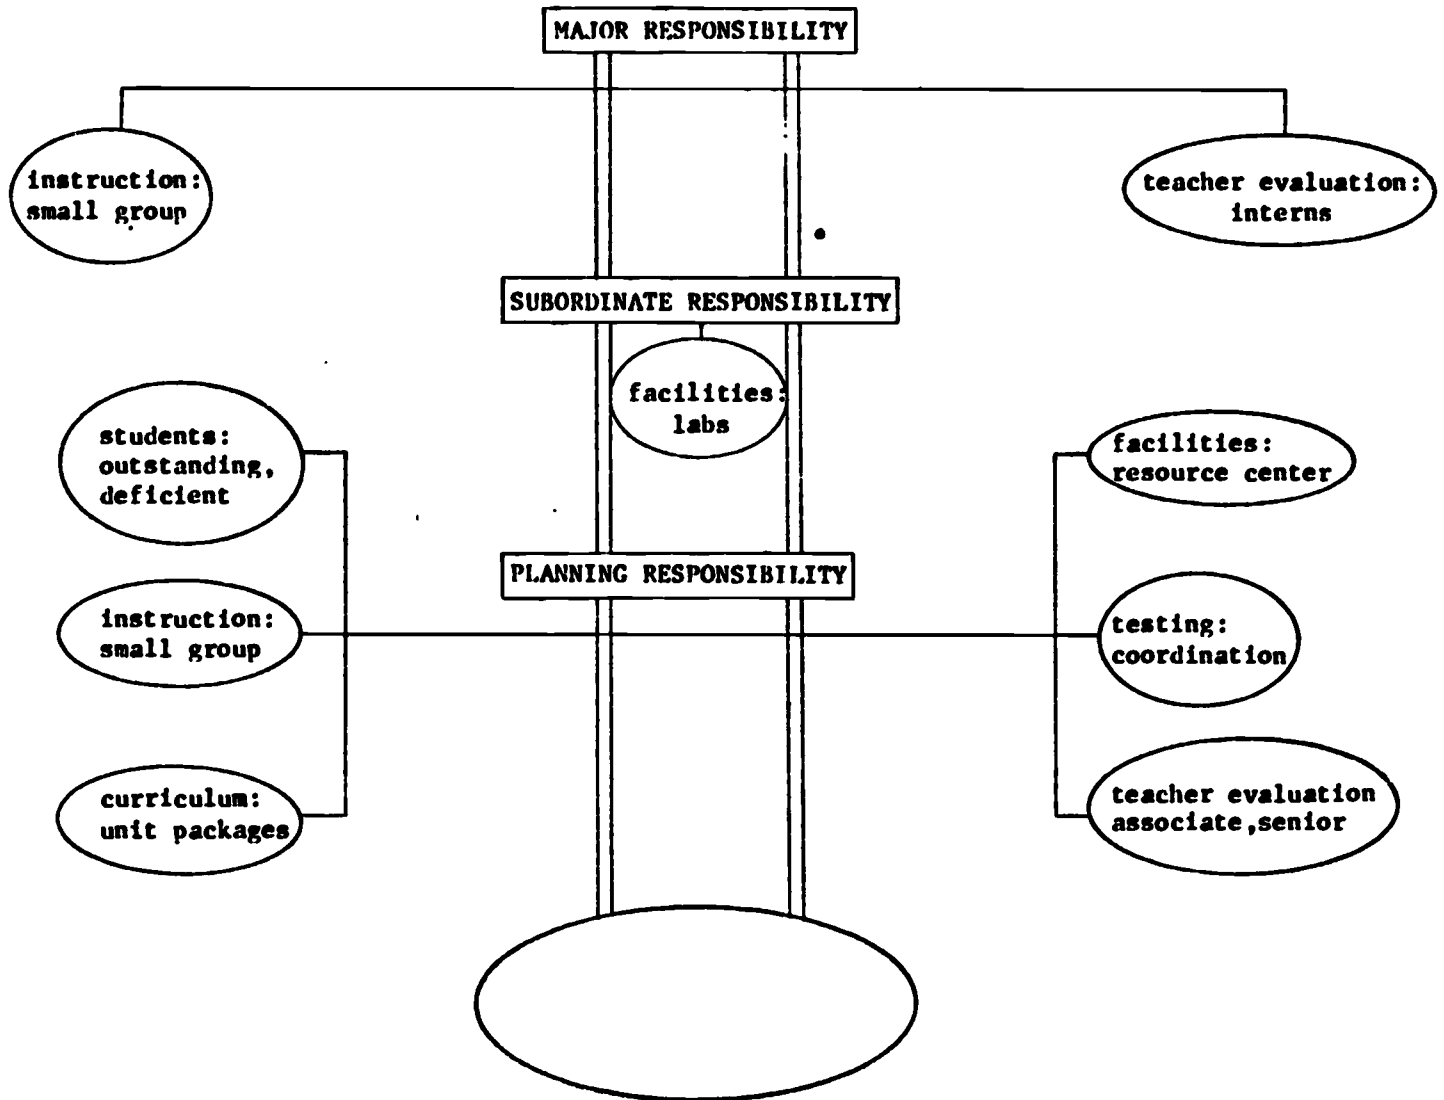 MAJOR RESPONSIBILITY
instruction:
small group
teacher evaluation:
interns
SUBORDINATE RESPONSIBILITY
facilities:
labs
students:
outstanding,
deficient
facilities:
resource center
PLANNING RESPONSIBILITY
instruction:
small group
testing:
coordination
curriculum:
unit packages
teacher evaluation
associate,senior